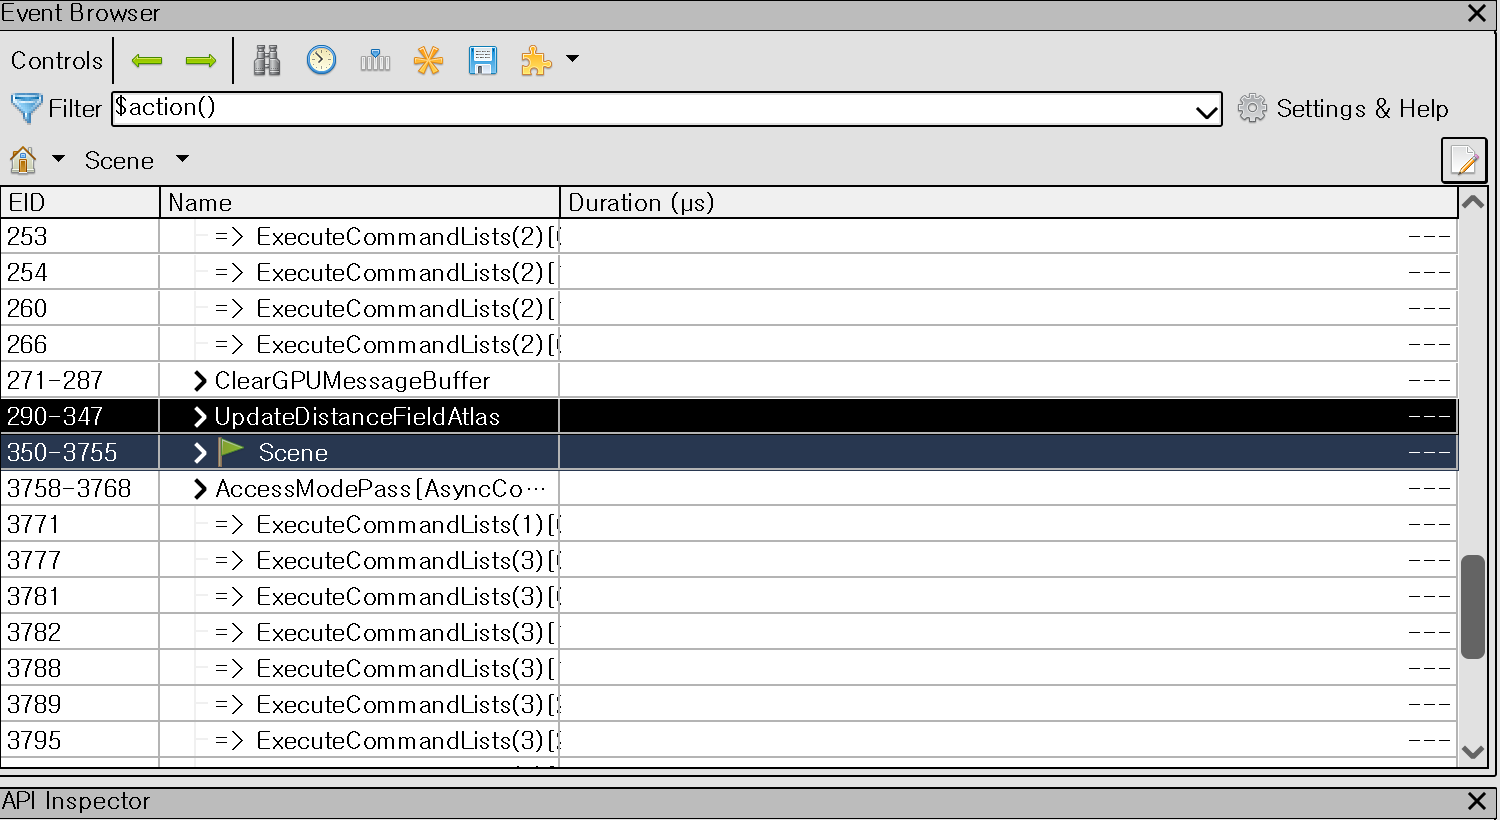 Event Browser
Controls
Filter $action() Settings & Help
Scene
EID Name Duration (µs)
253 => ExecuteCommandLists(2)[ ---
254 => ExecuteCommandLists(2)[ ---
260 => ExecuteCommandLists(2)[ ---
266 => ExecuteCommandLists(2)[ ---
271-287 ClearGPUMessageBuffer ---
290-347 UpdateDistanceFieldAtlas ---
350-3755 Scene ---
3758-3768 AccessModePass[AsyncCo... ---
3771 => ExecuteCommandLists(1)[ ---
3777 => ExecuteCommandLists(3)[ ---
3781 => ExecuteCommandLists(3)[ ---
3782 => ExecuteCommandLists(3)[ ---
3788 => ExecuteCommandLists(3)[ ---
3789 => ExecuteCommandLists(3)[ ---
3795 => ExecuteCommandLists(3)[ ---
API Inspector